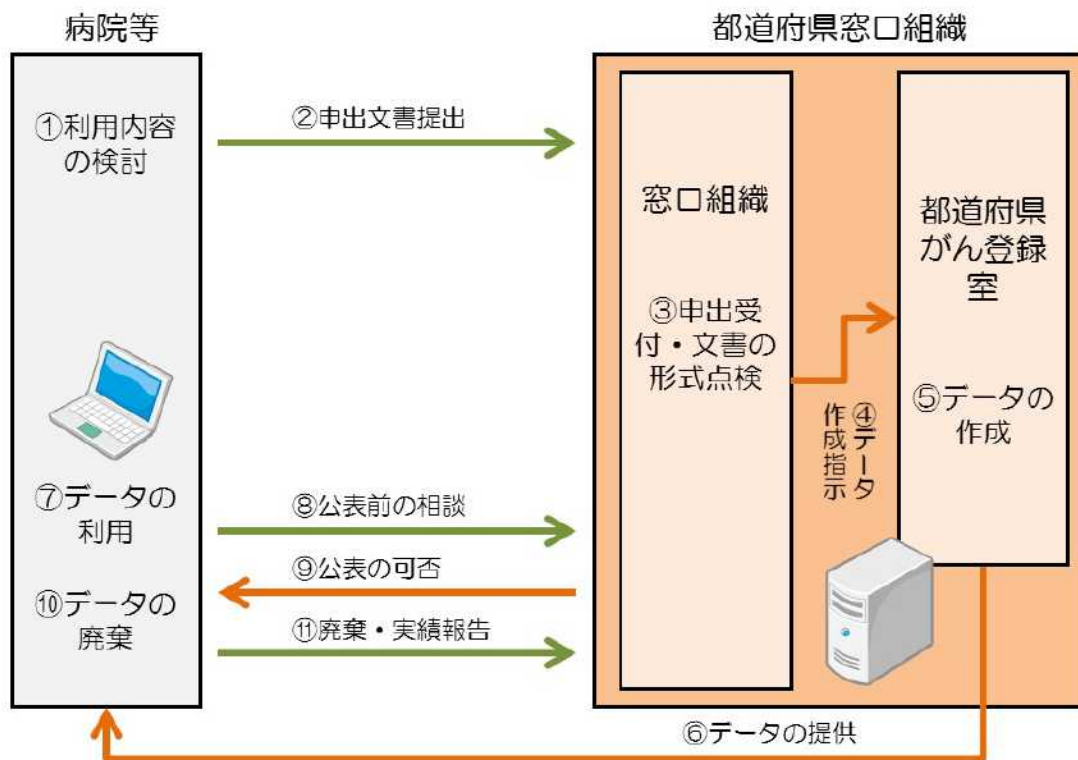 病院等
都道府県窓口組織
①利用内容
の検討
②申出文書提出
窓口組織
都道府県
がん登録
室
③申出受
付・文書の
形式点検
④データ
作成指示
⑤データの
作成
⑦データの
利用
⑧公表前の相談
⑨公表の可否
⑩データの
廃棄
⑪廃棄・実績報告
⑥データの提供